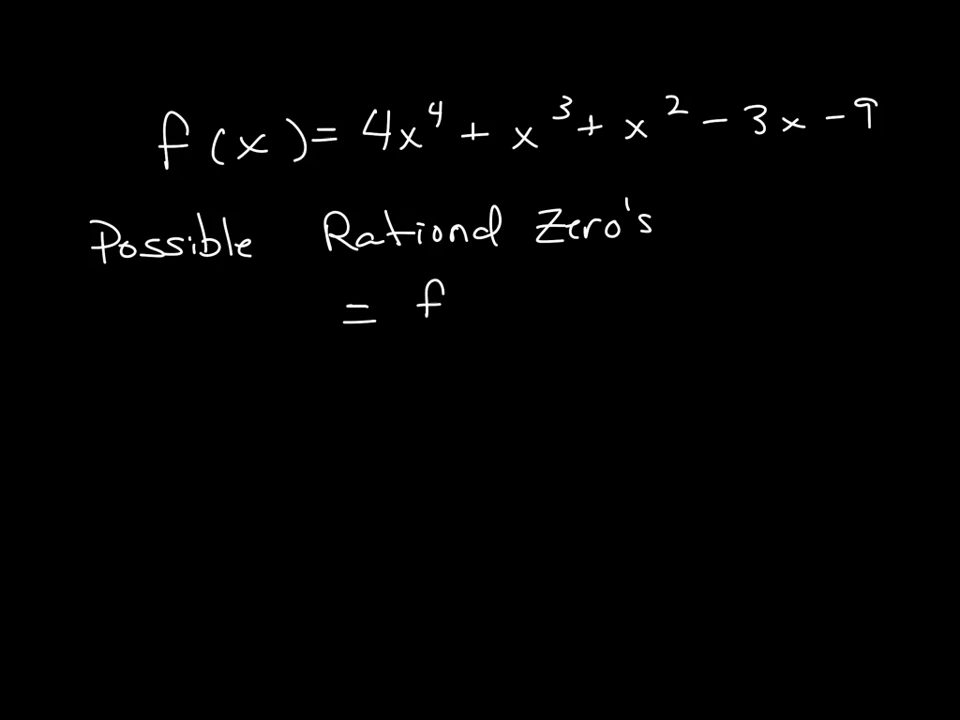 f(x) = 4x⁴ + x³ + x² - 3x - 9
Possible Rational Zero's
= f